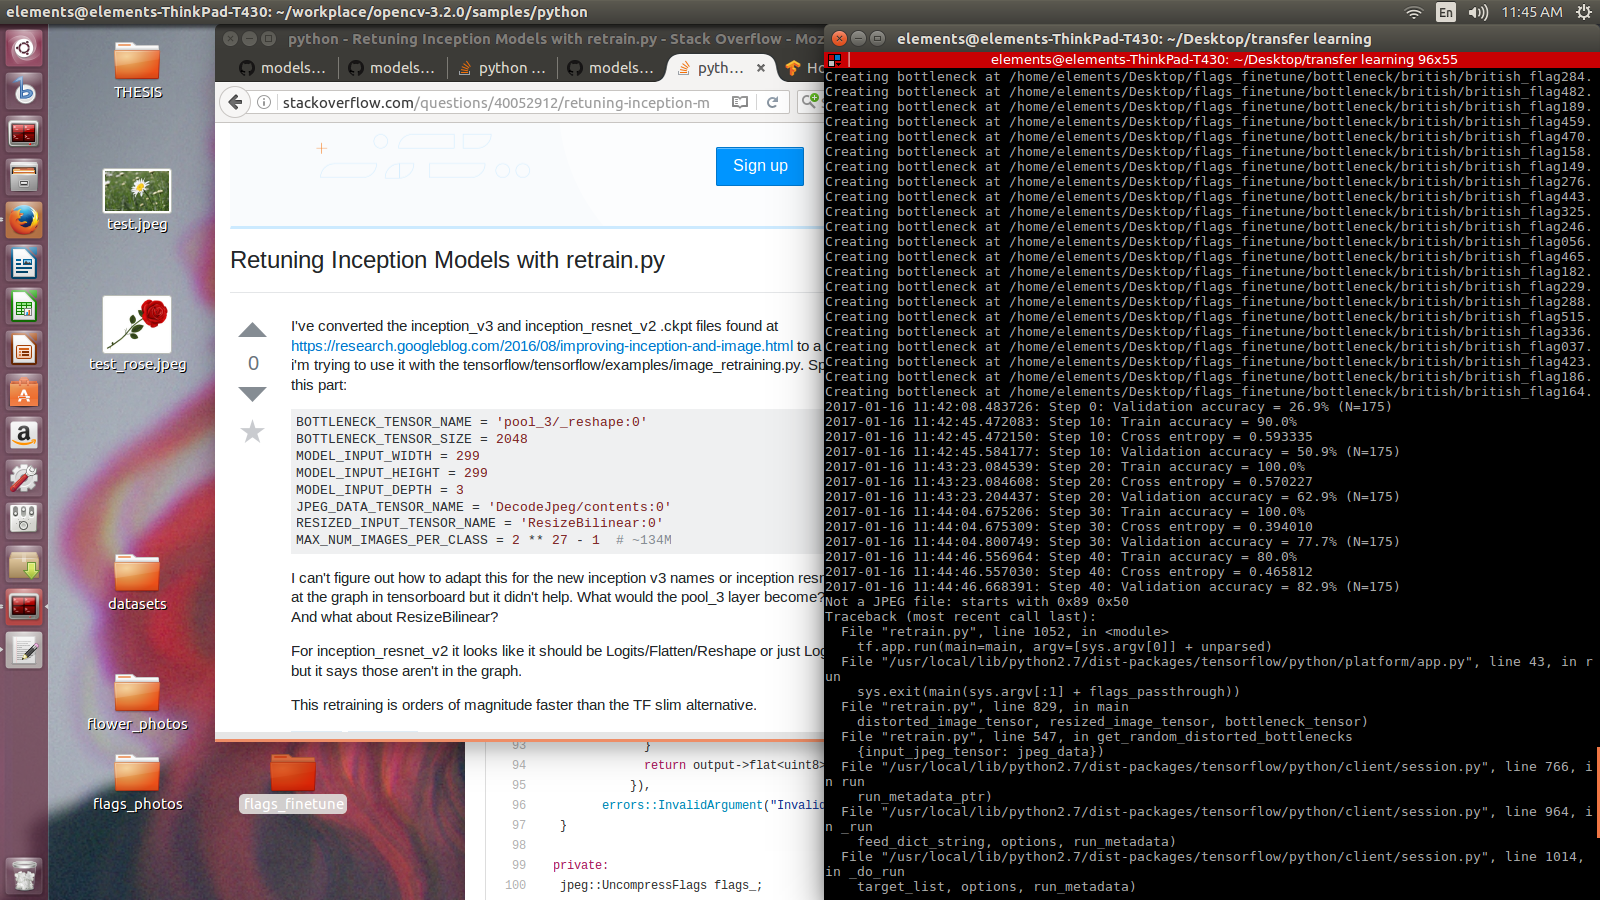 elements@elements-ThinkPad-T430: ~/workplace/opencv-3.2.0/samples/python
En
11:45 AM
THESIS
test.jpeg
test_rose.jpeg
datasets
flower_photos
flags_photos
flags_finetune
python - Retuning Inception Models with retrain.py - Stack Overflow - Moz
models...
models...
python ...
models...
pyth...
Ho
stackoverflow.com/questions/40052912/retuning-inception-m
Sign up
Retuning Inception Models with retrain.py
0
I've converted the inception_v3 and inception_resnet_v2 .ckpt files found at
https://research.googleblog.com/2016/08/improving-inception-and-image.html to a
i'm trying to use it with the tensorflow/tensorflow/examples/image_retraining.py. Sp
this part:
BOTTLENECK_TENSOR_NAME = 'pool_3/_reshape:0'
BOTTLENECK_TENSOR_SIZE = 2048
MODEL_INPUT_WIDTH = 299
MODEL_INPUT_HEIGHT = 299
MODEL_INPUT_DEPTH = 3
JPEG_DATA_TENSOR_NAME = 'DecodeJpeg/contents:0'
RESIZED_INPUT_TENSOR_NAME = 'ResizeBilinear:0'
MAX_NUM_IMAGES_PER_CLASS = 2 ** 27 - 1  # ~134M
I can't figure out how to adapt this for the new inception v3 names or inception resn
at the graph in tensorboard but it didn't help. What would the pool_3 layer become?
And what about ResizeBilinear?
For inception_resnet_v2 it looks like it should be Logits/Flatten/Reshape or just Log
but it says those aren't in the graph.
This retraining is orders of magnitude faster than the TF slim alternative.
93 }
94 return output->flat<uint8>
95 }),
96 errors::InvalidArgument("Invalid
97 }
98
99 private:
100 jpeg::UncompressFlags flags_;
elements@elements-ThinkPad-T430: ~/Desktop/transfer learning
elements@elements-ThinkPad-T430: ~/Desktop/transfer learning 96x55
Creating bottleneck at /home/elements/Desktop/flags_finetune/bottleneck/british/british_flag284.
Creating bottleneck at /home/elements/Desktop/flags_finetune/bottleneck/british/british_flag482.
Creating bottleneck at /home/elements/Desktop/flags_finetune/bottleneck/british/british_flag189.
Creating bottleneck at /home/elements/Desktop/flags_finetune/bottleneck/british/british_flag459.
Creating bottleneck at /home/elements/Desktop/flags_finetune/bottleneck/british/british_flag470.
Creating bottleneck at /home/elements/Desktop/flags_finetune/bottleneck/british/british_flag158.
Creating bottleneck at /home/elements/Desktop/flags_finetune/bottleneck/british/british_flag149.
Creating bottleneck at /home/elements/Desktop/flags_finetune/bottleneck/british/british_flag276.
Creating bottleneck at /home/elements/Desktop/flags_finetune/bottleneck/british/british_flag443.
Creating bottleneck at /home/elements/Desktop/flags_finetune/bottleneck/british/british_flag325.
Creating bottleneck at /home/elements/Desktop/flags_finetune/bottleneck/british/british_flag246.
Creating bottleneck at /home/elements/Desktop/flags_finetune/bottleneck/british/british_flag056.
Creating bottleneck at /home/elements/Desktop/flags_finetune/bottleneck/british/british_flag465.
Creating bottleneck at /home/elements/Desktop/flags_finetune/bottleneck/british/british_flag182.
Creating bottleneck at /home/elements/Desktop/flags_finetune/bottleneck/british/british_flag229.
Creating bottleneck at /home/elements/Desktop/flags_finetune/bottleneck/british/british_flag288.
Creating bottleneck at /home/elements/Desktop/flags_finetune/bottleneck/british/british_flag515.
Creating bottleneck at /home/elements/Desktop/flags_finetune/bottleneck/british/british_flag336.
Creating bottleneck at /home/elements/Desktop/flags_finetune/bottleneck/british/british_flag037.
Creating bottleneck at /home/elements/Desktop/flags_finetune/bottleneck/british/british_flag423.
Creating bottleneck at /home/elements/Desktop/flags_finetune/bottleneck/british/british_flag186.
Creating bottleneck at /home/elements/Desktop/flags_finetune/bottleneck/british/british_flag164.
2017-01-16 11:42:08.483726: Step 0: Validation accuracy = 26.9% (N=175)
2017-01-16 11:42:45.472083: Step 10: Train accuracy = 90.0%
2017-01-16 11:42:45.472150: Step 10: Cross entropy = 0.593335
2017-01-16 11:42:45.584177: Step 10: Validation accuracy = 50.9% (N=175)
2017-01-16 11:43:23.084539: Step 20: Train accuracy = 100.0%
2017-01-16 11:43:23.084608: Step 20: Cross entropy = 0.570227
2017-01-16 11:43:23.204437: Step 20: Validation accuracy = 62.9% (N=175)
2017-01-16 11:44:04.675206: Step 30: Train accuracy = 100.0%
2017-01-16 11:44:04.675309: Step 30: Cross entropy = 0.394010
2017-01-16 11:44:04.800749: Step 30: Validation accuracy = 77.7% (N=175)
2017-01-16 11:44:46.556964: Step 40: Train accuracy = 80.0%
2017-01-16 11:44:46.557030: Step 40: Cross entropy = 0.465812
2017-01-16 11:44:46.668391: Step 40: Validation accuracy = 82.9% (N=175)
Not a JPEG file: starts with 0x89 0x50
Traceback (most recent call last):
File "retrain.py", line 1052, in <module>
tf.app.run(main=main, argv=[sys.argv[0]] + unparsed)
File "/usr/local/lib/python2.7/dist-packages/tensorflow/python/platform/app.py", line 43, in r
un
sys.exit(main(sys.argv[:1] + flags_passthrough))
File "retrain.py", line 829, in main
distorted_image_tensor, resized_image_tensor, bottleneck_tensor)
File "retrain.py", line 547, in get_random_distorted_bottlenecks
{input_jpeg_tensor: jpeg_data})
File "/usr/local/lib/python2.7/dist-packages/tensorflow/python/client/session.py", line 766, i
n run
run_metadata_ptr)
File "/usr/local/lib/python2.7/dist-packages/tensorflow/python/client/session.py", line 964, i
n _run
feed_dict_string, options, run_metadata)
File "/usr/local/lib/python2.7/dist-packages/tensorflow/python/client/session.py", line 1014,
in _do_run
target_list, options, run_metadata)